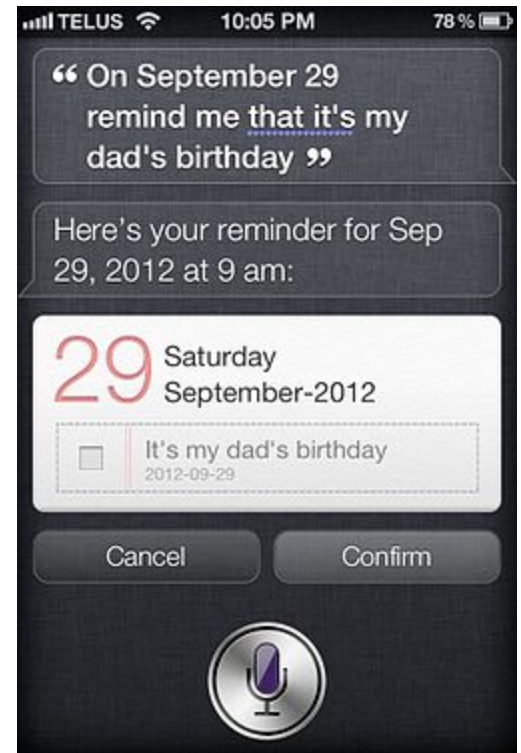 TELUS 10:05 PM 78 %
“ On September 29
remind me that it's my
dad's birthday ”
Here's your reminder for Sep
29, 2012 at 9 am:
29 Saturday
September-2012
It's my dad's birthday
2012-09-29
Cancel Confirm